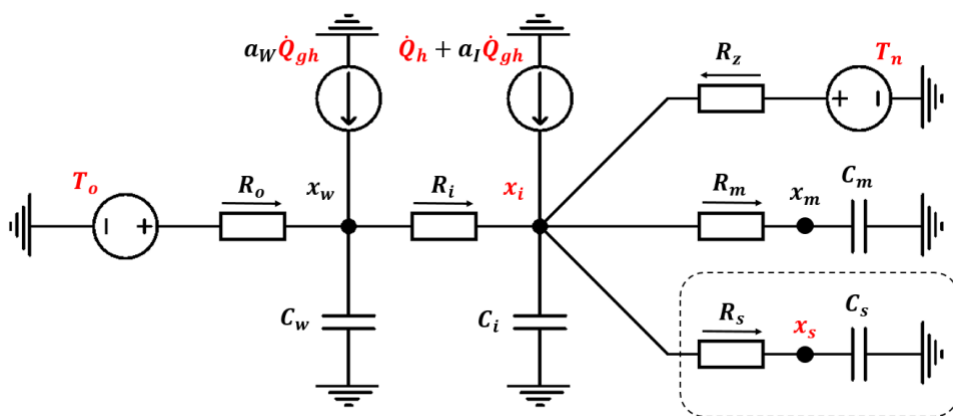 a_W Q̇_gh
Q̇_h + a_I Q̇_gh
R_z
T_n
+
−
T_o
R_o
x_w
R_i
x_i
R_m
x_m
C_m
−
+
C_w
C_i
R_s
x_s
C_s